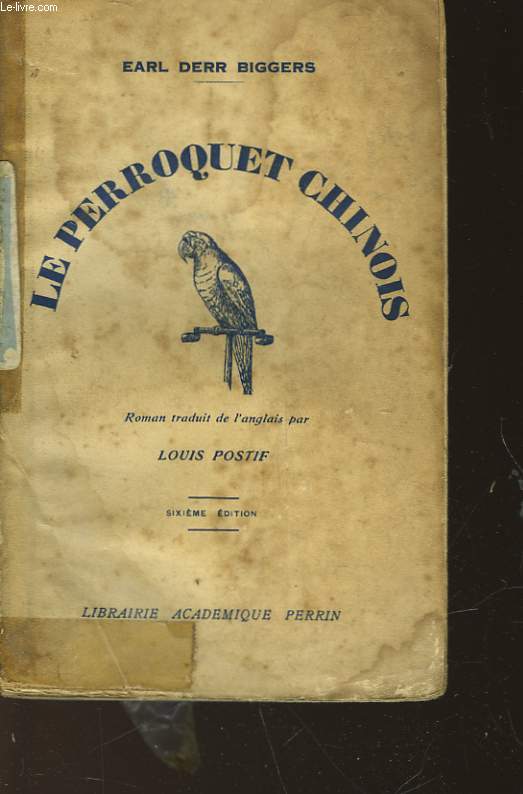 Le-livre.com
EARL DERR BIGGERS
LE PERROQUET CHINOIS
Roman traduit de l'anglais par
LOUIS POSTIF
SIXIÈME ÉDITION
LIBRAIRIE ACADEMIQUE PERRIN